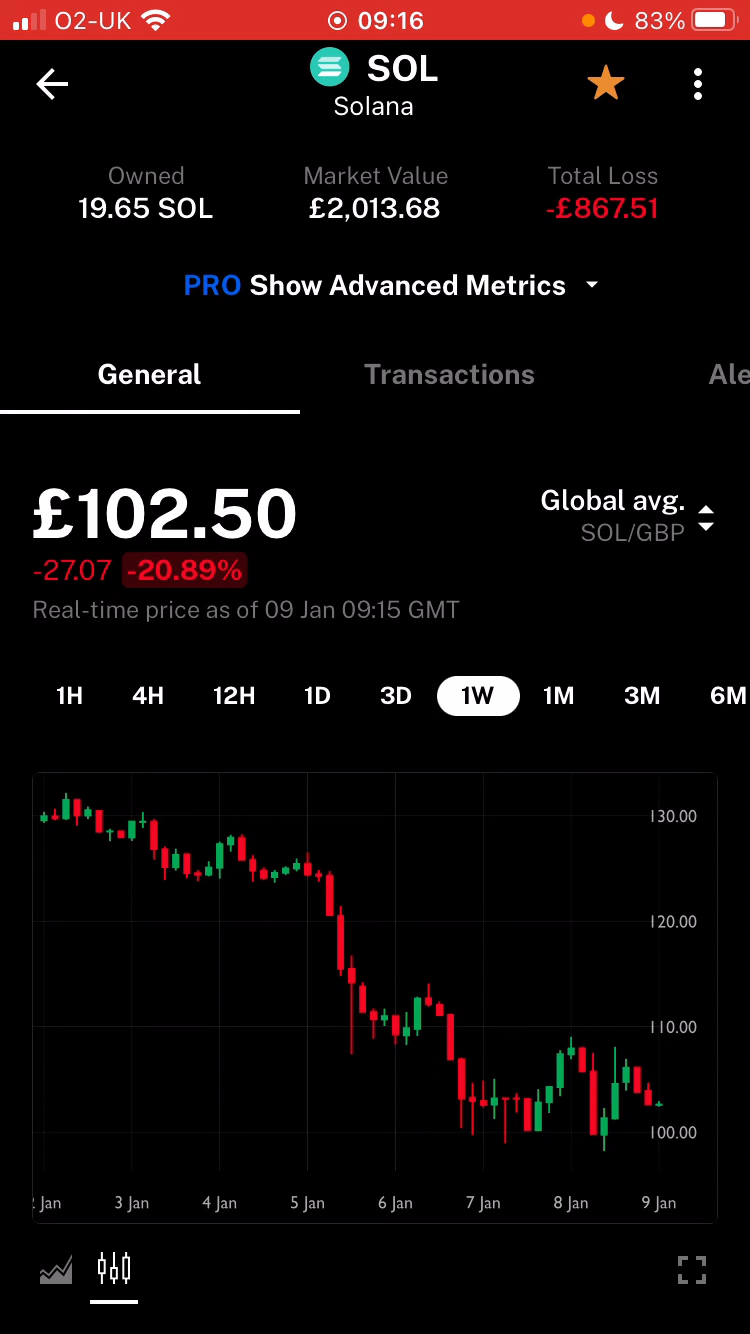 O2-UK 09:16 83%
SOL
Solana
Owned Market Value Total Loss
19.65 SOL £2,013.68 -£867.51
PRO Show Advanced Metrics
General Transactions Ale
£102.50
Global avg.
SOL/GBP
-27.07 -20.89%
Real-time price as of 09 Jan 09:15 GMT
1H 4H 12H 1D 3D 1W 1M 3M 6M
130.00
120.00
110.00
100.00
2 Jan 3 Jan 4 Jan 5 Jan 6 Jan 7 Jan 8 Jan 9 Jan